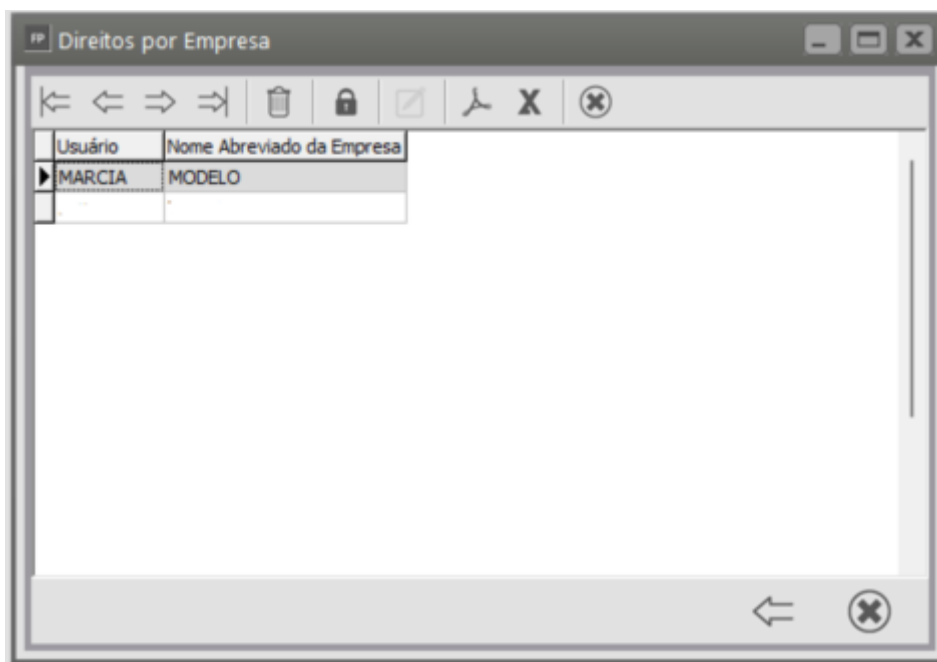 FP Direitos por Empresa
Usuário Nome Abreviado da Empresa
MARCIA MODELO